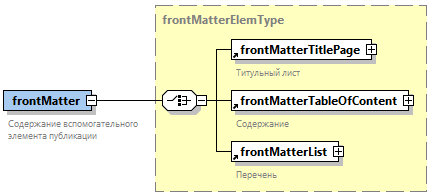 frontMatterElemType
frontMatterTitlePage
Титульный лист
frontMatter
Содержание вспомогательного
элемента публикации
frontMatterTableOfContent
Содержание
frontMatterList
Перечень